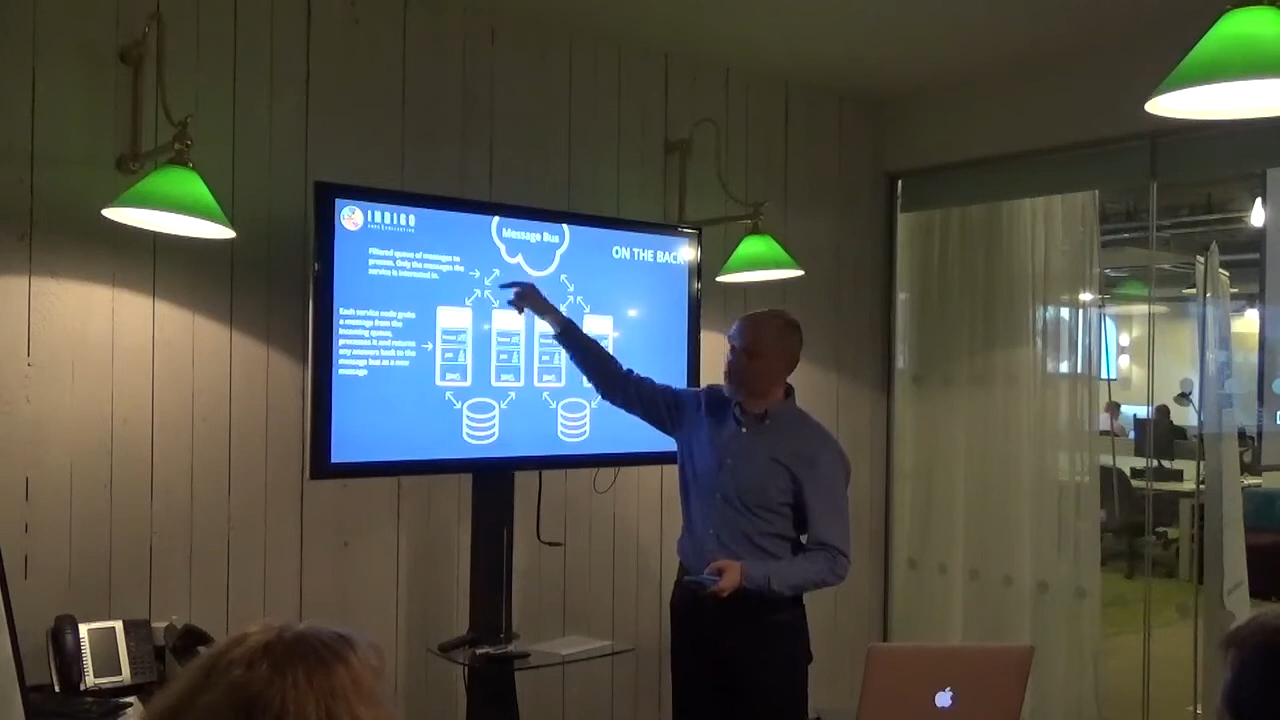 INDIGO
CODE COLLECTIVE
Message Bus
ON THE BACK
Filtered queue of messages to
process. Only the messages the
service is interested in.
Each service node grabs
a message from the
incoming queue,
processes it and returns
any answers back to the
message bus as a new
message